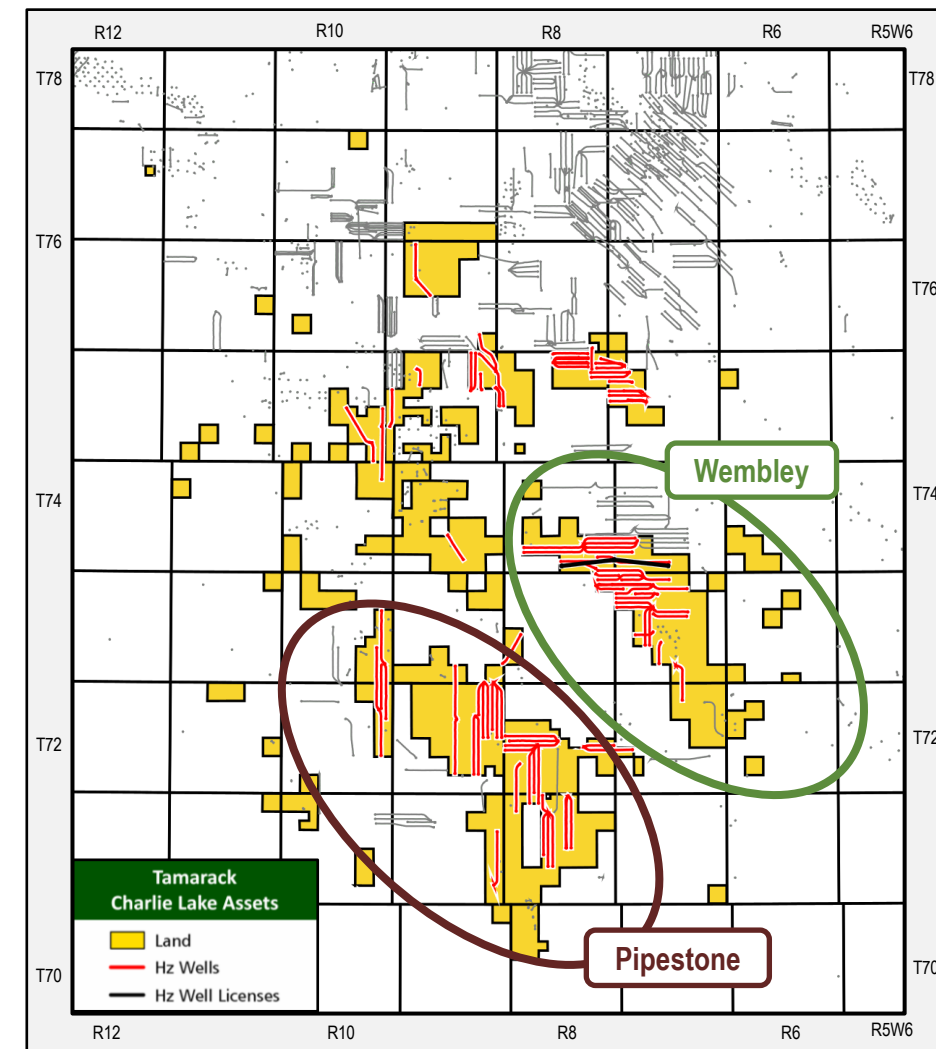 R12 R10 R8 R6 R5W6
T78 T78
T76
T76
Wembley
T74
T74
T72
T72
Tamarack
Charlie Lake Assets
Land
Hz Wells
Hz Well Licenses
Pipestone
T70
T70
R12 R10 R8 R6 R5W6